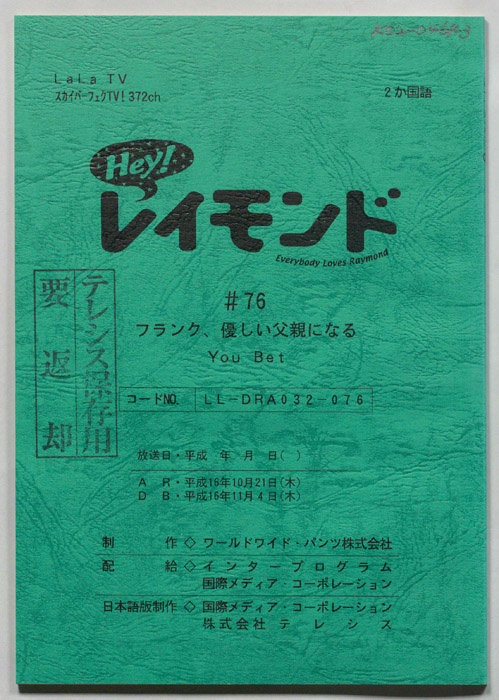 LaLa TV
スカイパーフェクTV! 372ch
2か国語
Hey!
レイモンド
Everybody Loves Raymond
#76
フランク、優しい父親になる
You Bet
テレシス保存用
要返却
コードNO. LL-DRA032-076
放送日・平成 年 月 日( )
A R・平成16年10月21日(木)
D B・平成16年11月4日(木)
制 作◇ワールドワイド・パンツ株式会社
配 給◇インタープログラム
国際メディア・コーポレーション
日本語版制作◇国際メディア・コーポレーション
株式会社テレシス